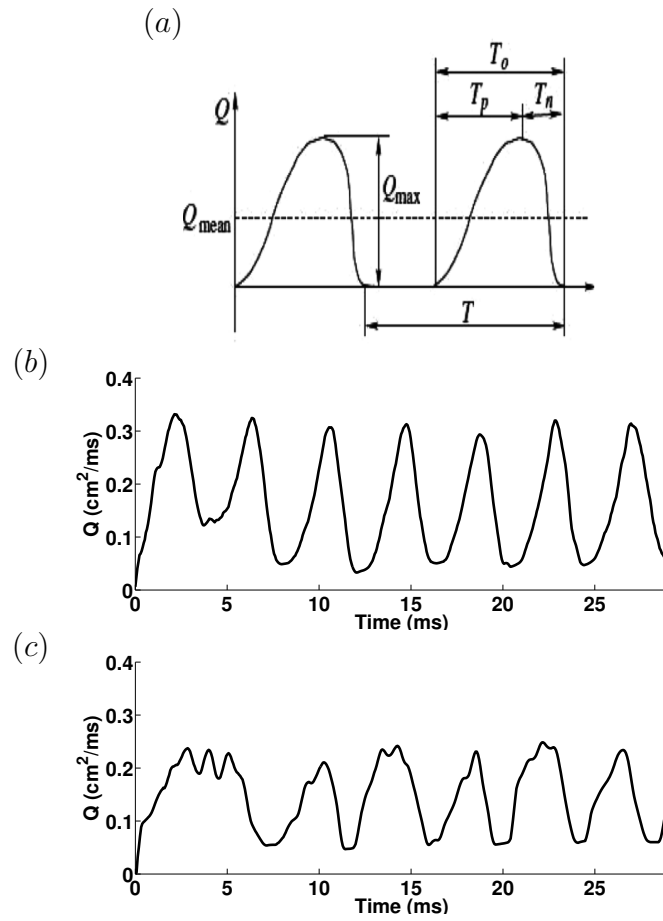 (a)
T_o
T_p T_n
Q
Q_max
Q_mean
T
(b)
0.4
0.3
0.2
0.1
0
Q (cm²/ms)
0 5 10 15 20 25
Time (ms)
(c)
0.4
0.3
0.2
0.1
0
Q (cm²/ms)
0 5 10 15 20 25
Time (ms)